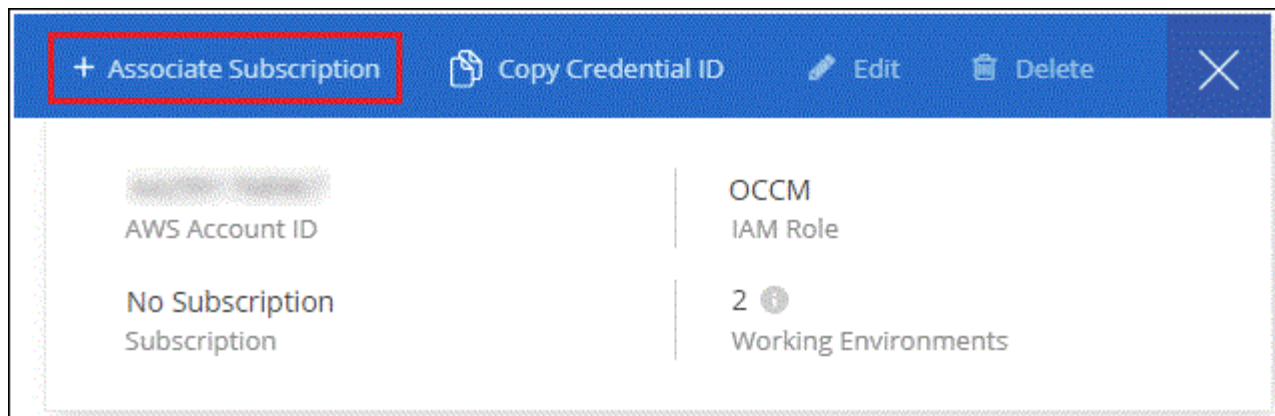 + Associate Subscription
Copy Credential ID
Edit
Delete
AWS Account ID
OCCM
IAM Role
No Subscription
Subscription
2
Working Environments